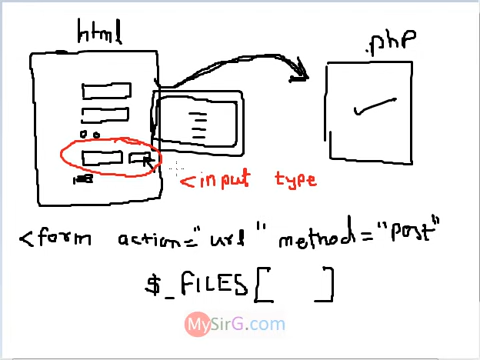 html
.php
<input type
<form action="url" method="post"
$_FILES[ ]
MySirG.com